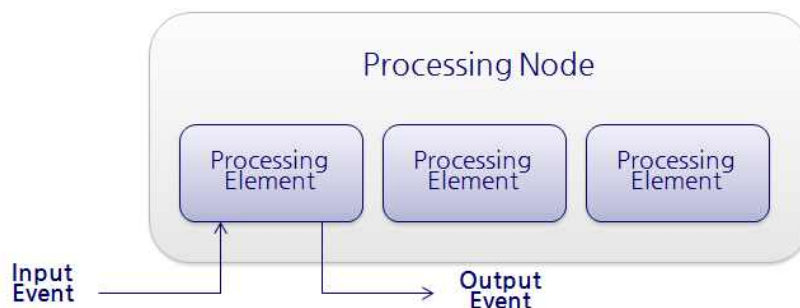 Processing Node
Processing
Element
Processing
Element
Processing
Element
Input
Event
Output
Event